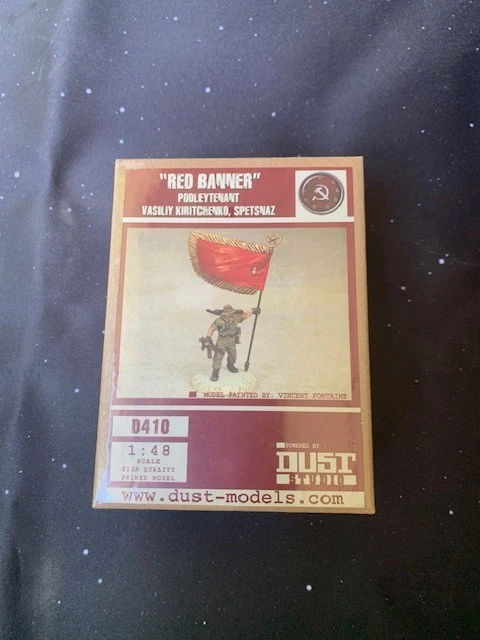 "RED BANNER"
PODLEYTENANT
VASILIY KIRITCHENKO, SPETSNAZ
MODEL PAINTED BY: VINCENT FONTAINE
D410
1:48
SCALE
HIGH QUALITY
PRIMED MODEL
POWERED BY
DUST
STUDIO
www.dust-models.com